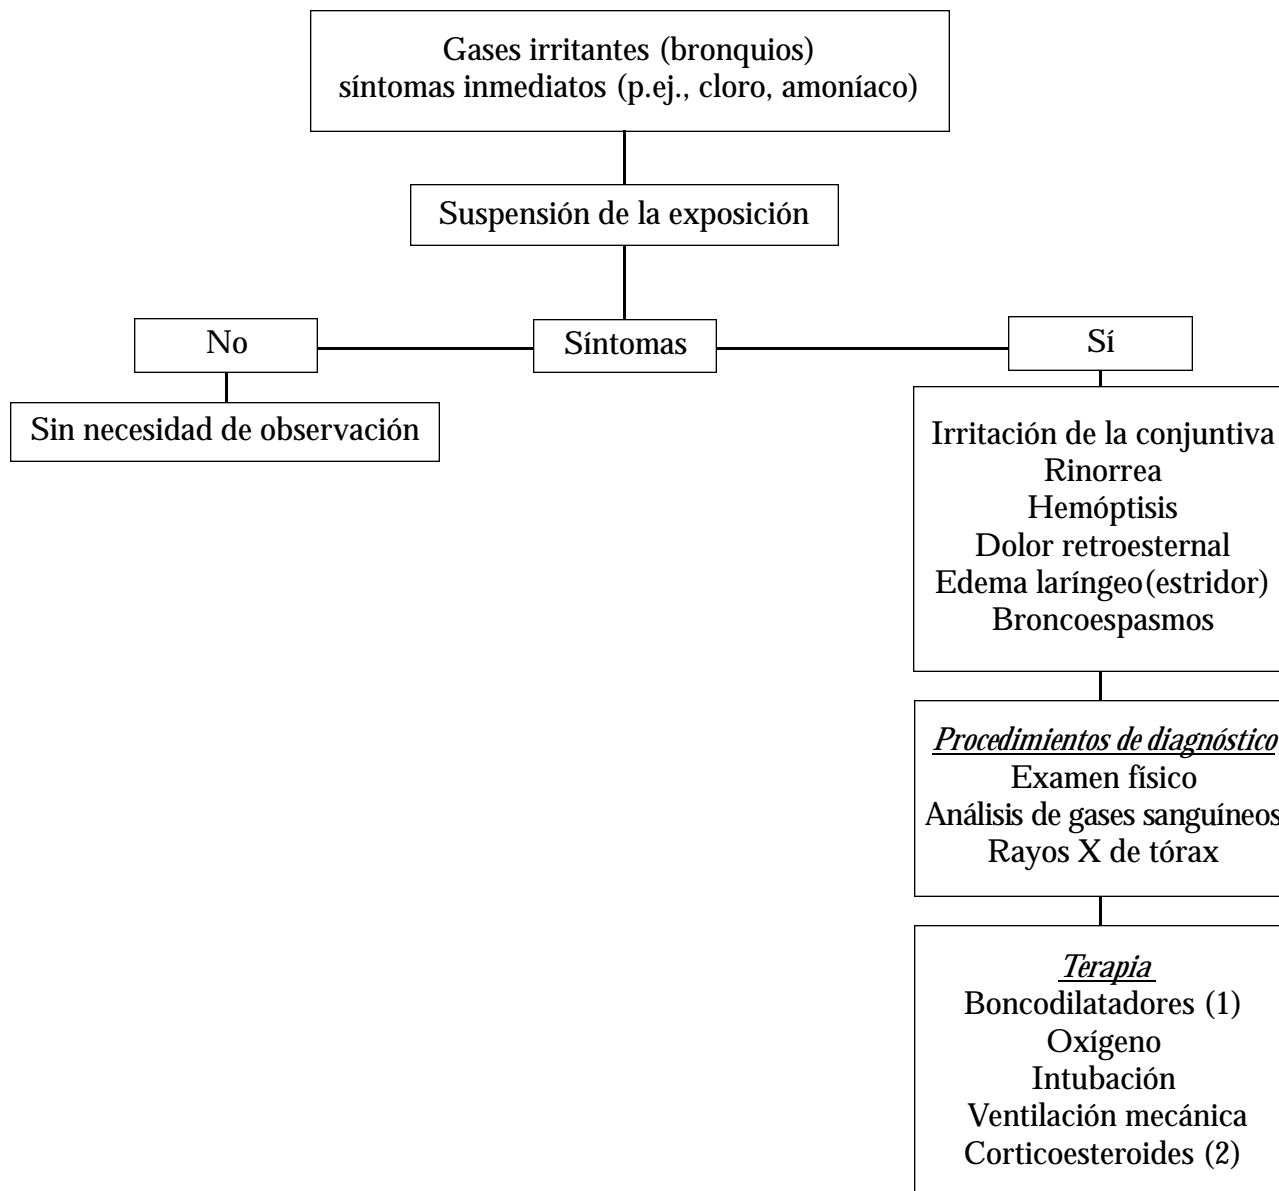 Gases irritantes (bronquios)
síntomas inmediatos (p.ej., cloro, amoníaco)
Suspensión de la exposición
No
Síntomas
Sí
Sin necesidad de observación
Irritación de la conjuntiva
Rinorrea
Hemóptisis
Dolor retroesternal
Edema laríngeo (estridor)
Broncoespasmos
Procedimientos de diagnóstico
Examen físico
Análisis de gases sanguíneos
Rayos X de tórax
Terapia
Boncodilatadores (1)
Oxígeno
Intubación
Ventilación mecánica
Corticoesteroides (2)